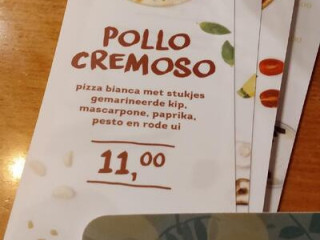 POLLO
CREMOSO
pizza bianca met stukjes
gemarineerde kip,
mascarpone, paprika,
pesto en rode ui
11,00